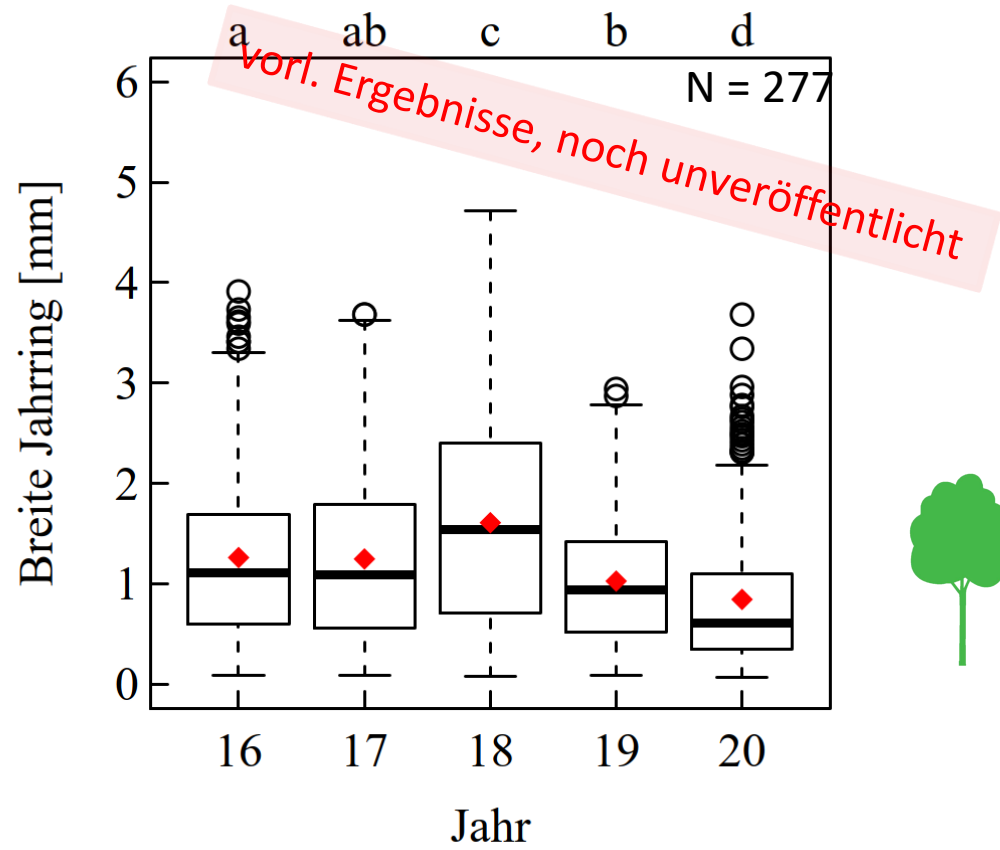 a ab c b d
vorl. Ergebnisse, noch unveröffentlicht
N = 277
Breite Jahrring [mm]
6
5
4
3
2
1
0
16 17 18 19 20
Jahr